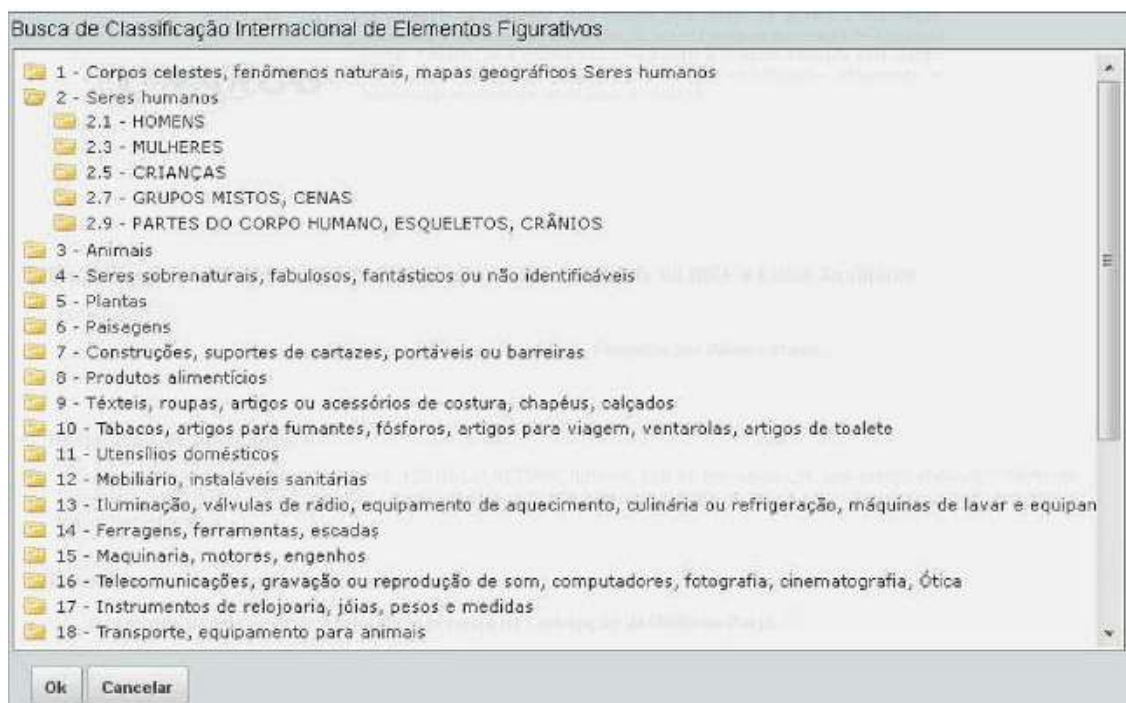 Busca de Classificação Internacional de Elementos Figurativos
1 - Corpos celestes, fenômenos naturais, mapas geográficos Seres humanos
2 - Seres humanos
2.1 - HOMENS
2.3 - MULHERES
2.5 - CRIANÇAS
2.7 - GRUPOS MISTOS, CENAS
2.9 - PARTES DO CORPO HUMANO, ESQUELETOS, CRÂNIOS
3 - Animais
4 - Seres sobrenaturais, fabulosos, fantásticos ou não identificáveis
5 - Plantas
6 - Paisagens
7 - Construções, suportes de cartazes, portáveis ou barreiras
8 - Produtos alimentícios
9 - Téxteis, roupas, artigos ou acessórios de costura, chapéus, calçados
10 - Tabacos, artigos para fumantes, fósforos, artigos para viagem, ventarolas, artigos de toalete
11 - Utensílios domésticos
12 - Mobiliário, instaláveis sanitárias
13 - Iluminação, válvulas de rádio, equipamento de aquecimento, culinária ou refrigeração, máquinas de lavar e equipan
14 - Ferragens, ferramentas, escadas
15 - Maquinaria, motores, engenhos
16 - Telecomunicações, gravação ou reprodução de som, computadores, fotografia, cinematografia, Ótica
17 - Instrumentos de relojoaria, jóias, pesos e medidas
18 - Transporte, equipamento para animais
Ok Cancelar